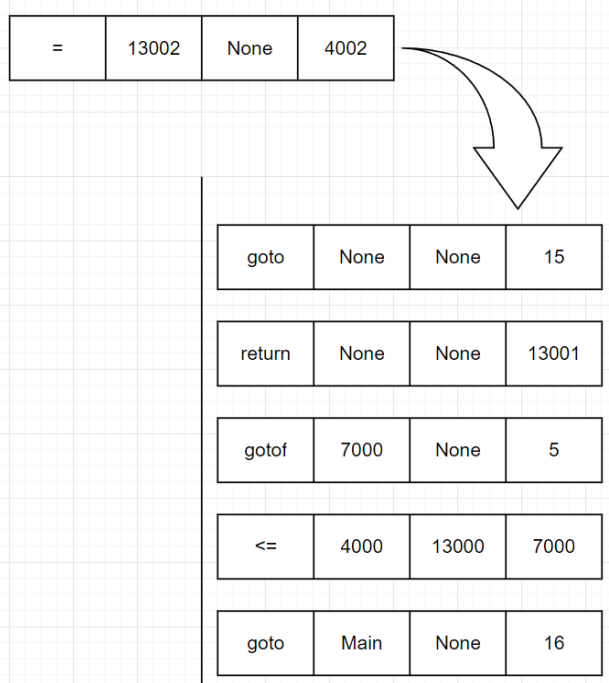 = 13002 None 4002
goto None None 15
return None None 13001
gotof 7000 None 5
<= 4000 13000 7000
goto Main None 16